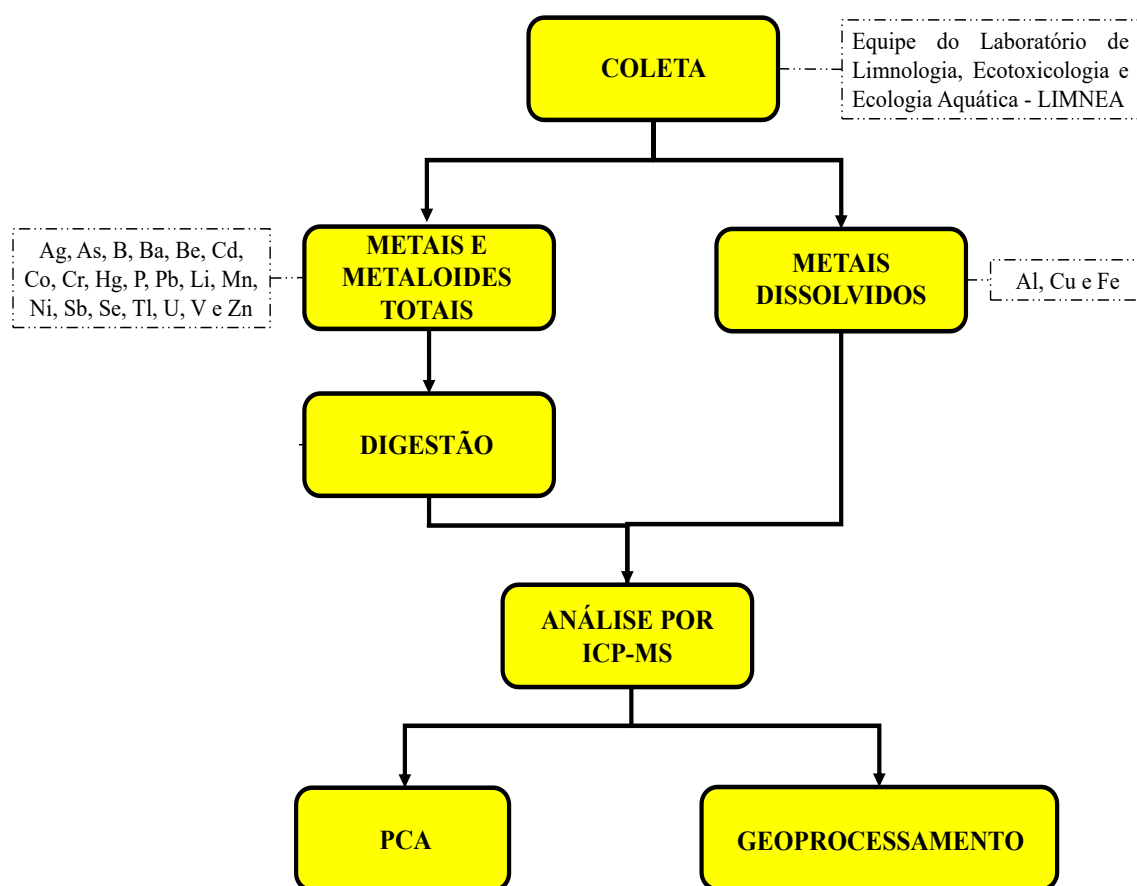 COLETA
Equipe do Laboratório de
Limnologia, Ecotoxicologia e
Ecologia Aquática - LIMNEA
Ag, As, B, Ba, Be, Cd,
Co, Cr, Hg, P, Pb, Li, Mn,
Ni, Sb, Se, Tl, U, V e Zn
METAIS E
METALOIDES
TOTAIS
METAIS
DISSOLVIDOS
Al, Cu e Fe
DIGESTÃO
ANÁLISE POR
ICP-MS
PCA
GEOPROCESSAMENTO